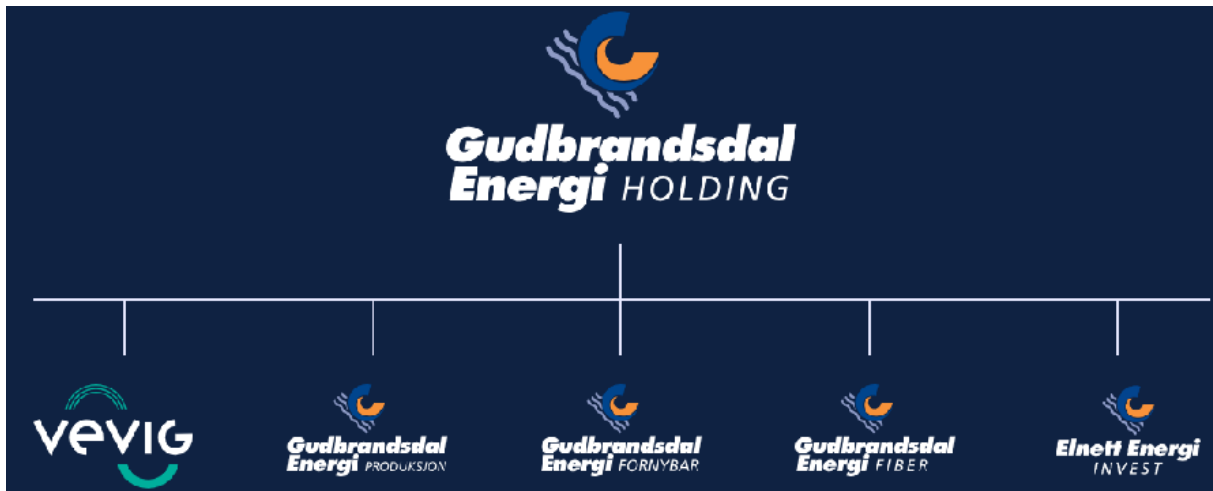 Gudbrandsdal
Energi HOLDING
vevig
Gudbrandsdal
Energi PRODUKSJON
Gudbrandsdal
Energi FORNYBAR
Gudbrandsdal
Energi FIBER
Elnett Energi
INVEST